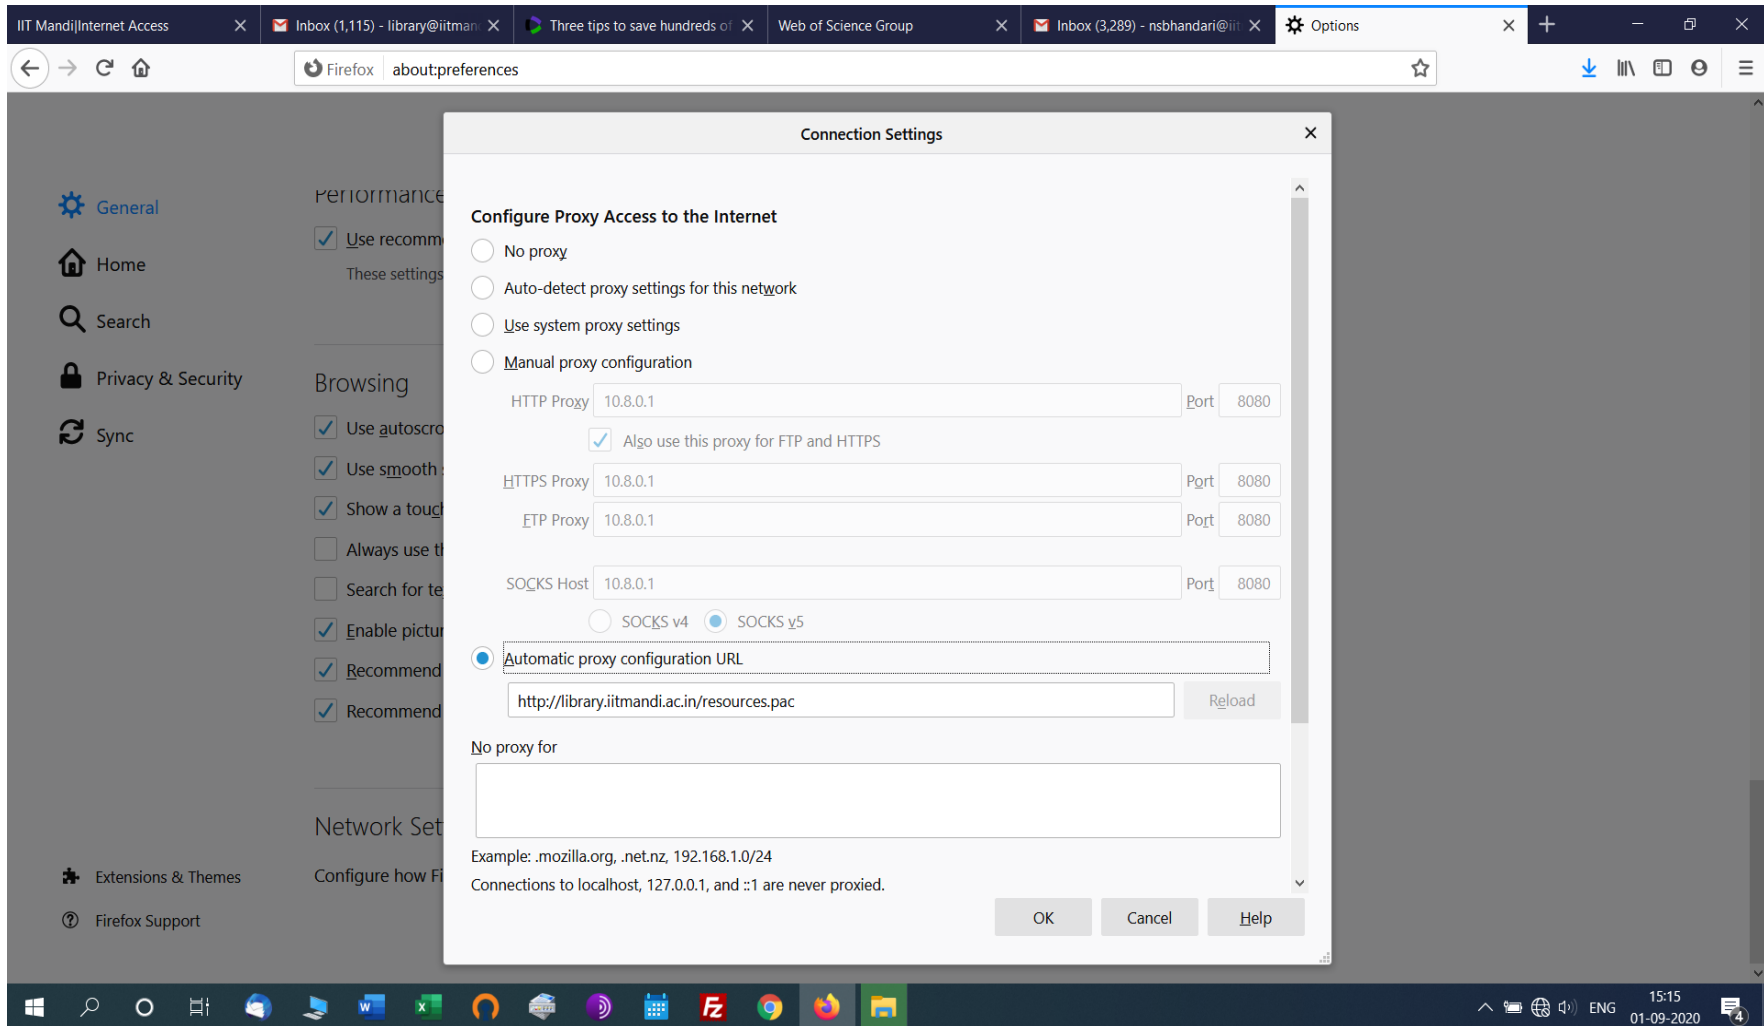 IIT Mandi|Internet Access
Inbox (1,115) - library@iitman
Three tips to save hundreds of
Web of Science Group
Inbox (3,289) - nsbhandari@iit
Options
Firefox about:preferences
Connection Settings
General
Home
Search
Privacy & Security
Sync
Extensions & Themes
Firefox Support
Performance
Use recomm
These settings
Browsing
Use autoscro
Use smooth
Show a touch
Always use th
Search for te
Enable pictur
Recommend
Recommend
Network Set
Configure how Fi
Configure Proxy Access to the Internet
No proxy
Auto-detect proxy settings for this network
Use system proxy settings
Manual proxy configuration
HTTP Proxy 10.8.0.1 Port 8080
Also use this proxy for FTP and HTTPS
HTTPS Proxy 10.8.0.1 Port 8080
FTP Proxy 10.8.0.1 Port 8080
SOCKS Host 10.8.0.1 Port 8080
SOCKS v4 SOCKS v5
Automatic proxy configuration URL
http://library.iitmandi.ac.in/resources.pac Reload
No proxy for
Example: .mozilla.org, .net.nz, 192.168.1.0/24
Connections to localhost, 127.0.0.1, and ::1 are never proxied.
OK Cancel Help
ENG
15:15
01-09-2020
4